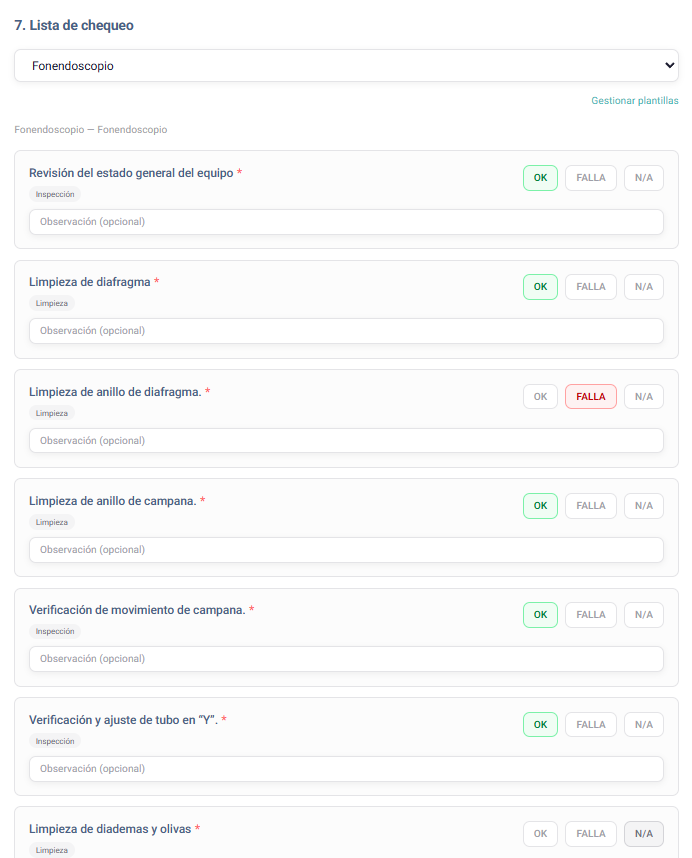 7. Lista de chequeo
Fonendoscopio
Gestionar plantillas
Fonendoscopio — Fonendoscopio
Revisión del estado general del equipo *
OK FALLA N/A
Inspección
Observación (opcional)
Limpieza de diafragma *
OK FALLA N/A
Limpieza
Observación (opcional)
Limpieza de anillo de diafragma. *
OK FALLA N/A
Limpieza
Observación (opcional)
Limpieza de anillo de campana. *
OK FALLA N/A
Limpieza
Observación (opcional)
Verificación de movimiento de campana. *
OK FALLA N/A
Inspección
Observación (opcional)
Verificación y ajuste de tubo en “Y”. *
OK FALLA N/A
Inspección
Observación (opcional)
Limpieza de diademas y olivas *
OK FALLA N/A
Limpieza